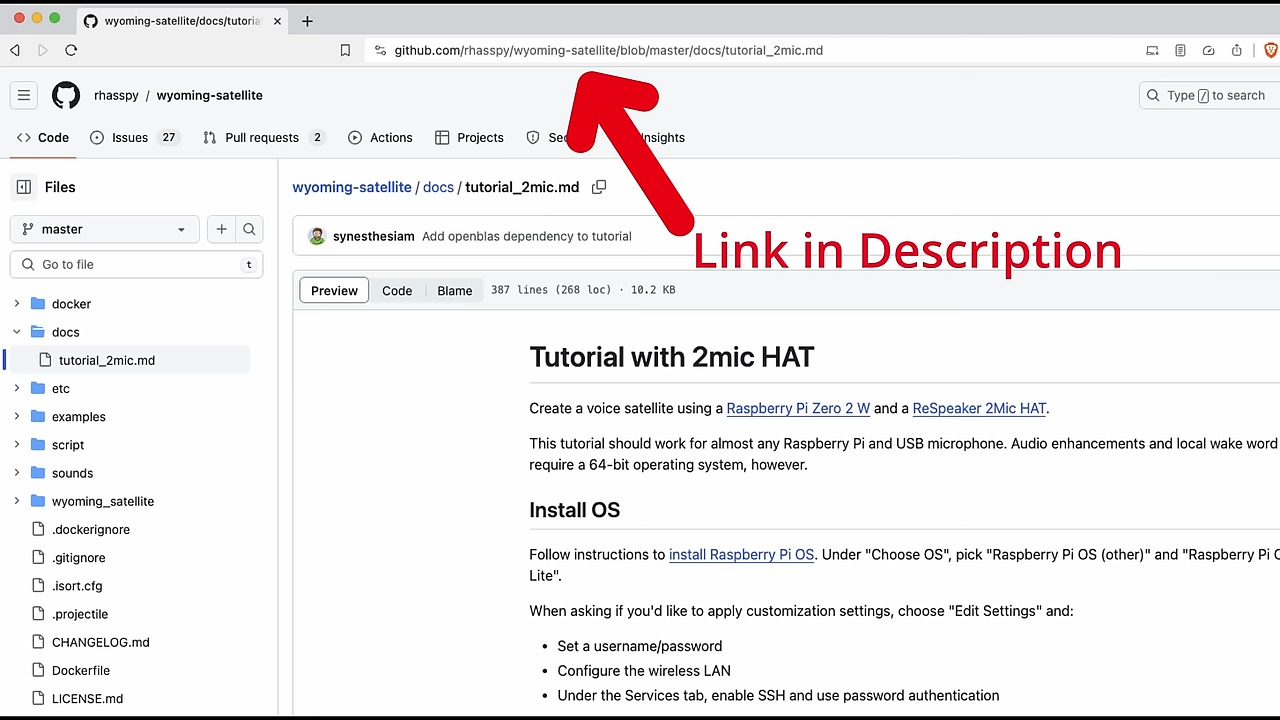 wyoming-satellite/docs/tutoria
github.com/rhasspy/wyoming-satellite/blob/master/docs/tutorial_2mic.md
rhasspy / wyoming-satellite
Type / to search
Code
Issues 27
Pull requests 2
Actions
Projects
Insights
Files
master
Go to file
t
docker
docs
tutorial_2mic.md
etc
examples
script
sounds
wyoming_satellite
.dockerignore
.gitignore
.isort.cfg
.projectile
CHANGELOG.md
Dockerfile
LICENSE.md
wyoming-satellite / docs / tutorial_2mic.md
synesthesiam Add openblas dependency to tutorial
Link in Description
Preview Code Blame 387 lines (268 loc) · 10.2 KB
Tutorial with 2mic HAT
Create a voice satellite using a Raspberry Pi Zero 2 W and a ReSpeaker 2Mic HAT.
This tutorial should work for almost any Raspberry Pi and USB microphone. Audio enhancements and local wake word
require a 64-bit operating system, however.
Install OS
Follow instructions to install Raspberry Pi OS. Under "Choose OS", pick "Raspberry Pi OS (other)" and "Raspberry Pi
Lite".
When asking if you'd like to apply customization settings, choose "Edit Settings" and:
• Set a username/password
• Configure the wireless LAN
• Under the Services tab, enable SSH and use password authentication